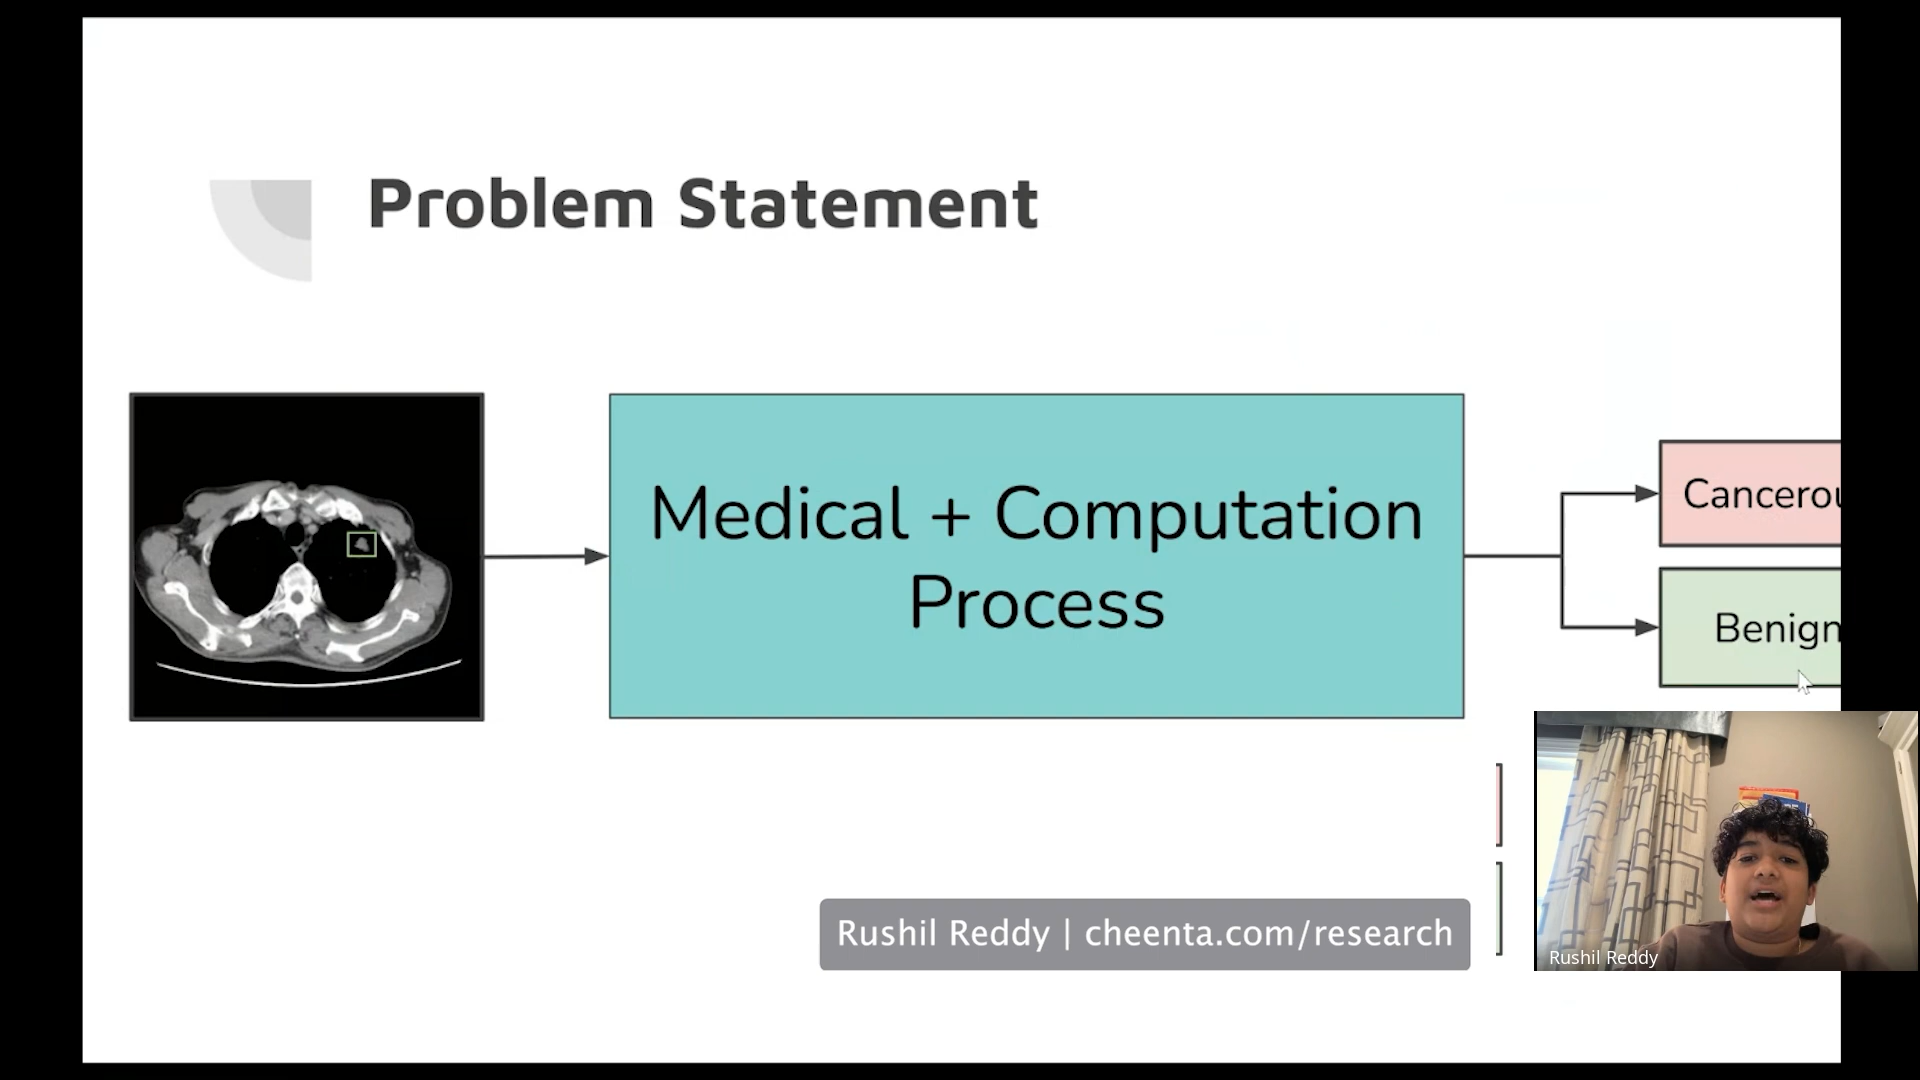 Problem Statement
Medical + Computation
Process
Cancerou
Benign
Rushil Reddy | cheenta.com/research
Rushil Reddy